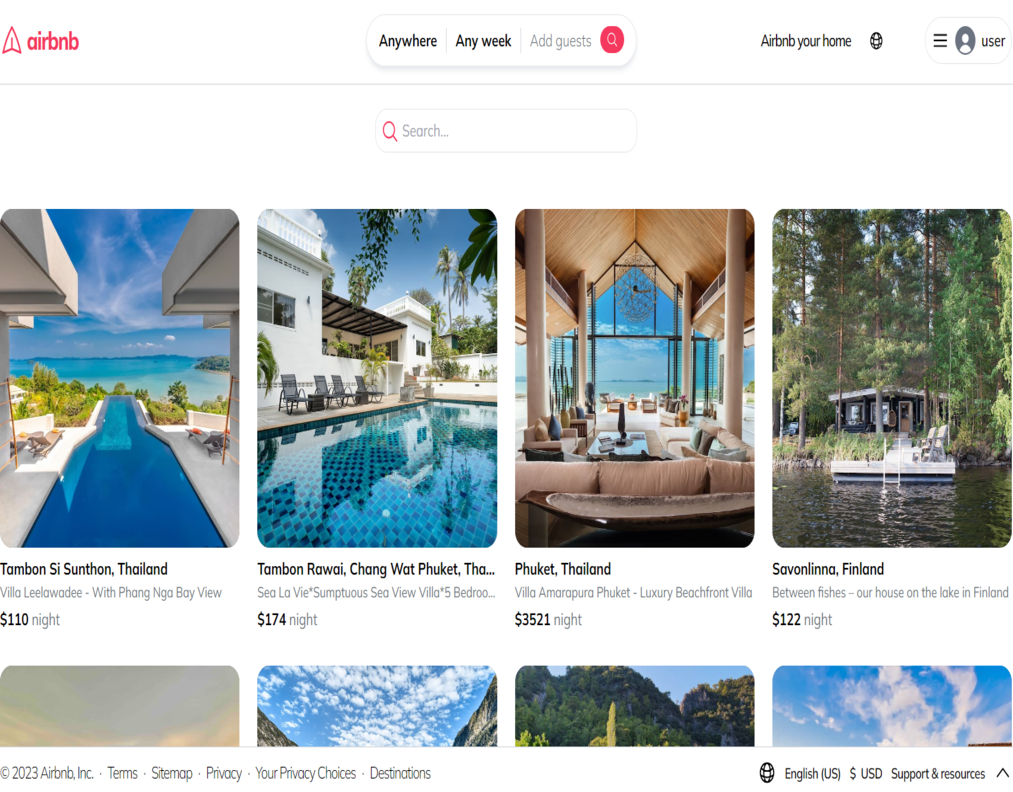 airbnb
Anywhere Any week Add guests
Airbnb your home
user
Search...
Tambon Si Sunthon, Thailand
Villa Leelawadee - With Phang Nga Bay View
$110 night
Tambon Rawai, Chang Wat Phuket, Tha...
Sea La Vie*Sumptuous Sea View Villa*5 Bedroo...
$174 night
Phuket, Thailand
Villa Amarapura Phuket - Luxury Beachfront Villa
$3521 night
Savonlinna, Finland
Between fishes – our house on the lake in Finland
$122 night
© 2023 Airbnb, Inc. · Terms · Sitemap · Privacy · Your Privacy Choices · Destinations
English (US) $ USD Support & resources